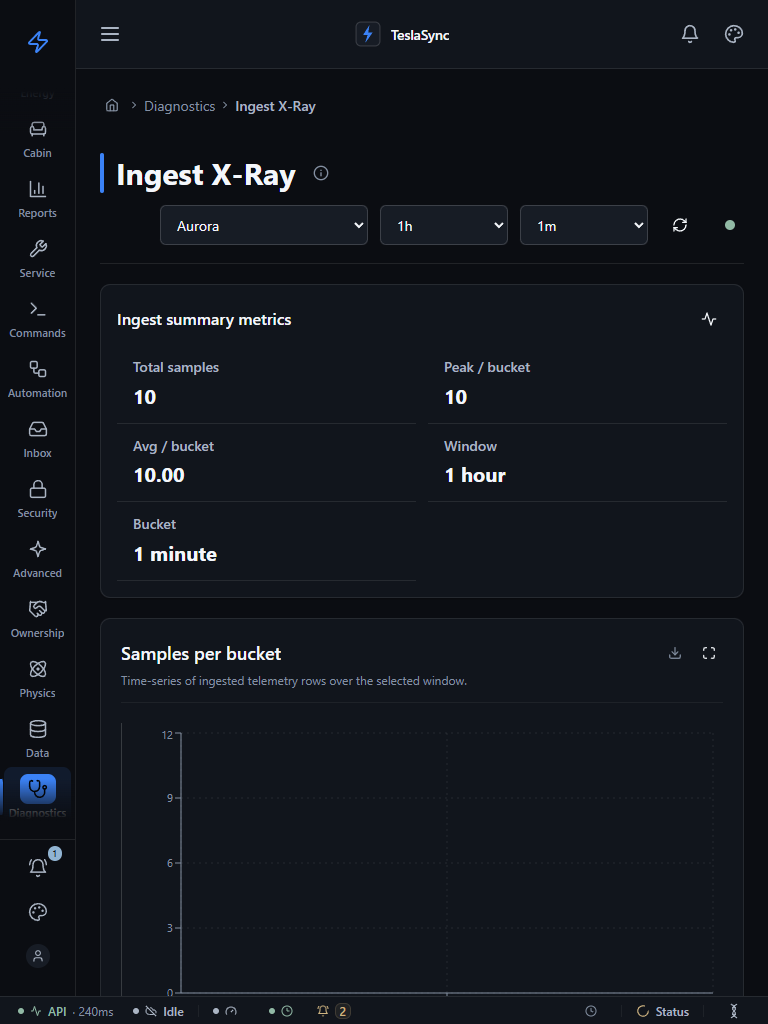 TeslaSync
Diagnostics
Ingest X-Ray
Energy
Cabin
Reports
Service
Commands
Automation
Inbox
Security
Advanced
Ownership
Physics
Data
Diagnostics
1
Ingest X-Ray
Aurora
1h
1m
Ingest summary metrics
Total samples
10
Peak / bucket
10
Avg / bucket
10.00
Window
1 hour
Bucket
1 minute
Samples per bucket
Time-series of ingested telemetry rows over the selected window.
12
9
6
3
0
API · 240ms
Idle
2
Status